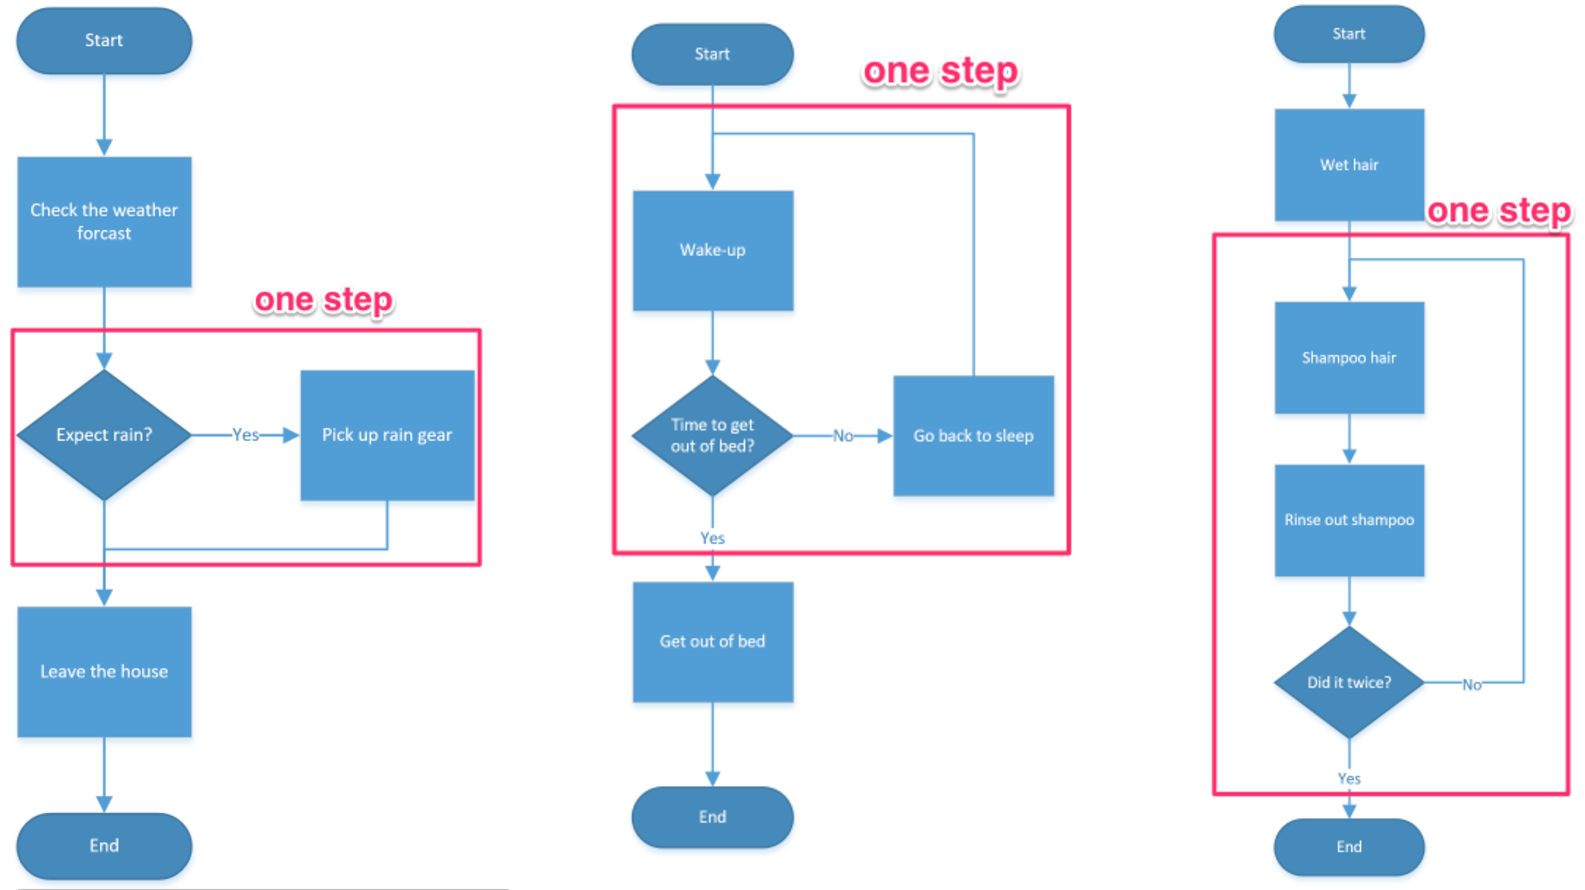 Start
Check the weather
forcast
one step
Expect rain?
Yes
Pick up rain gear
Leave the house
End
Start
one step
Wake-up
Time to get
out of bed?
No
Go back to sleep
Yes
Get out of bed
End
Start
Wet hair
one step
Shampoo hair
Rinse out shampoo
Did it twice?
No
Yes
End